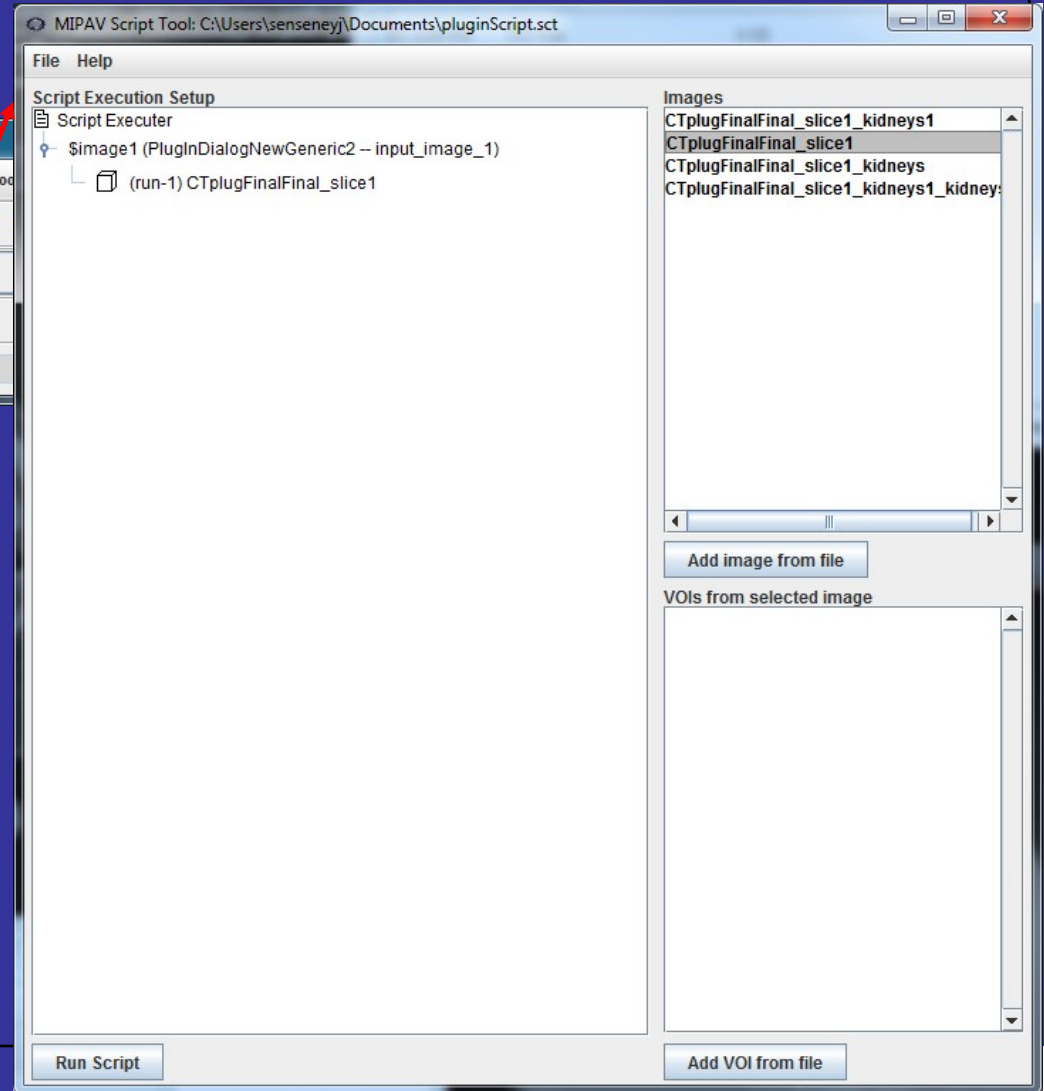 MIPAV Script Tool: C:\Users\senseneyj\Documents\pluginScript.sct
File Help
Script Execution Setup
Script Executer
$image1 (PlugInDialogNewGeneric2 -- input_image_1)
(run-1) CTplugFinalFinal_slice1
Images
CTplugFinalFinal_slice1_kidneys1
CTplugFinalFinal_slice1
CTplugFinalFinal_slice1_kidneys
CTplugFinalFinal_slice1_kidneys1_kidney
Add image from file
VOIs from selected image
Run Script
Add VOI from file